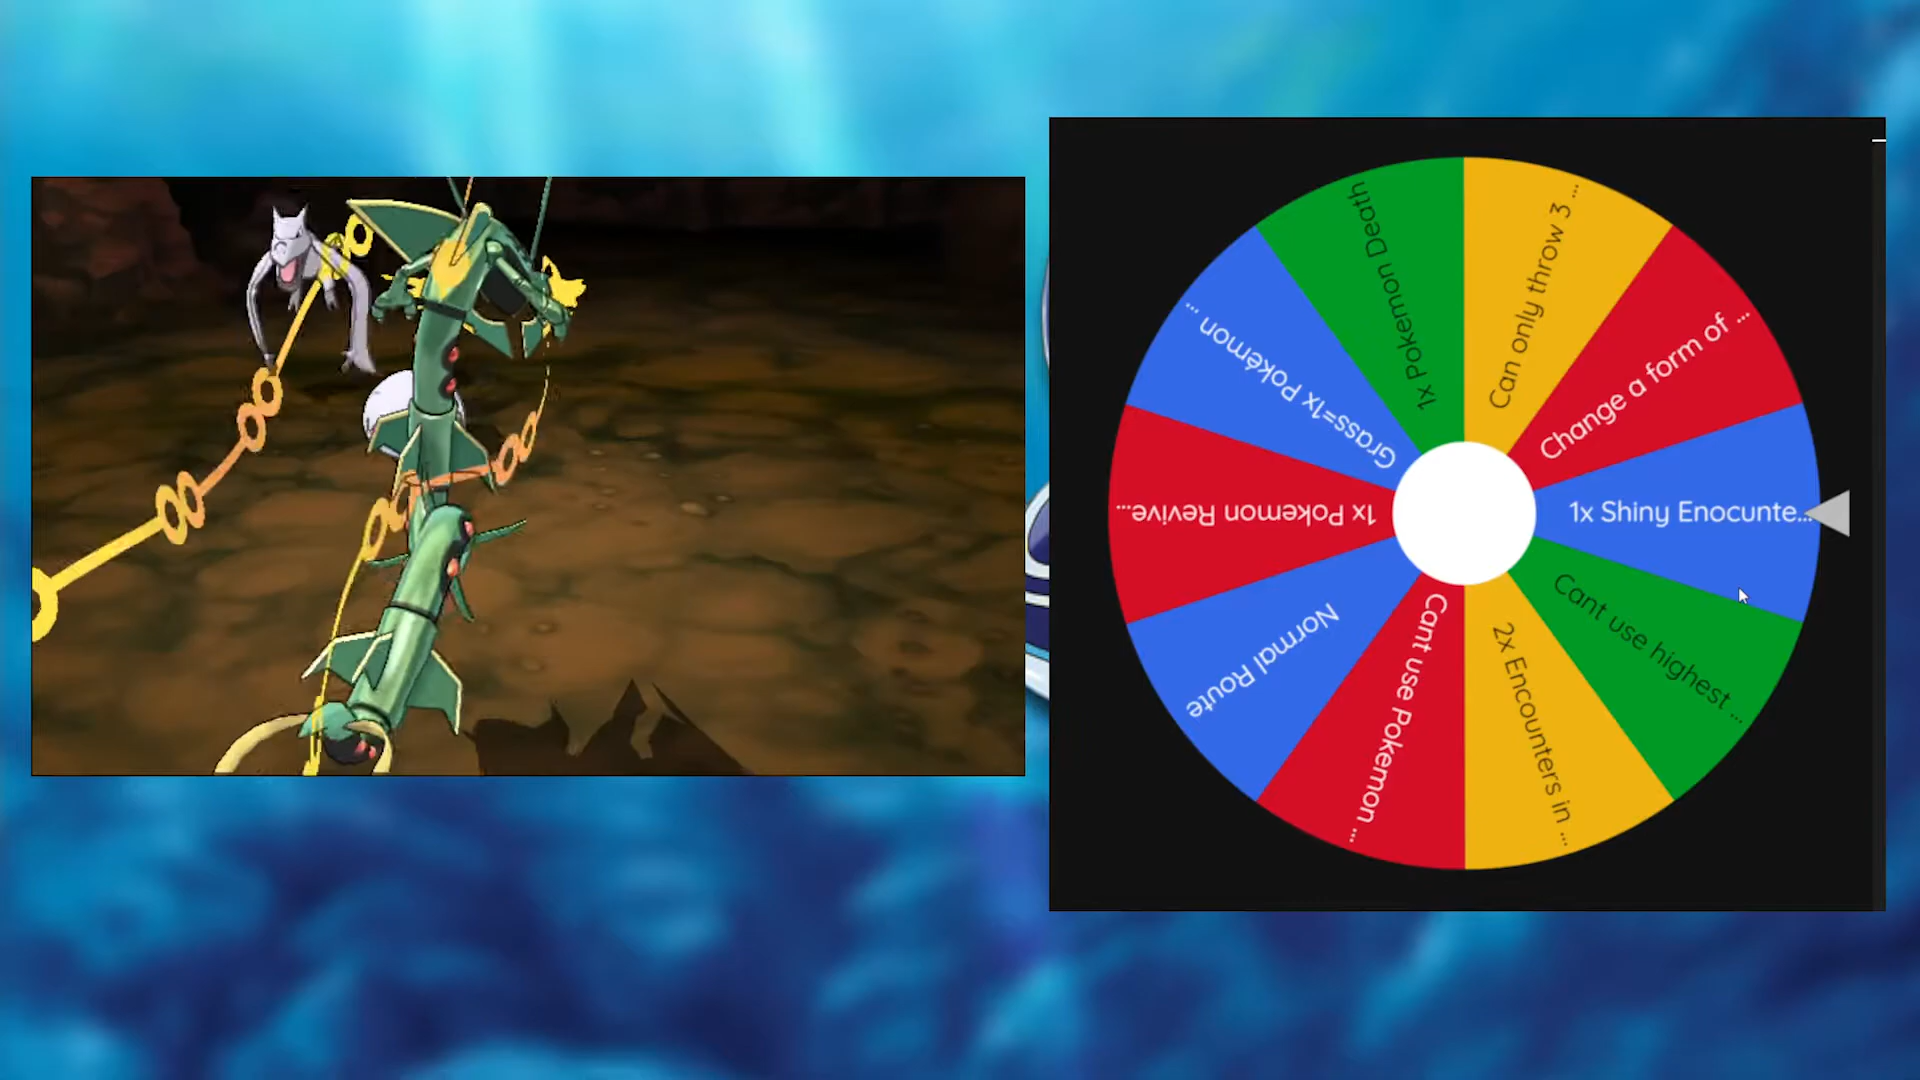 1x Pokemon Death
Can only throw 3 ...
Change a form of ...
1x Shiny Enocunte...
Cant use highest ...
2x Encounters in ...
Cant use Pokemon ...
Normal Route
1x Pokemon Revive...
Grass=1x Pokémon ...